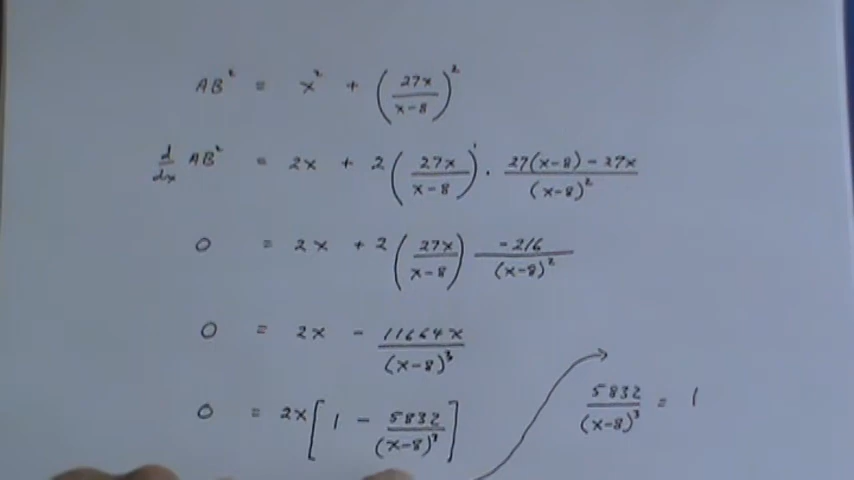 AB² = x² + (27x/(x-8))²
d/dx AB² = 2x + 2(27x/(x-8))¹ · (27(x-8) - 27x)/(x-8)²
0 = 2x + 2(27x/(x-8)) -216/(x-8)²
0 = 2x - 11664x/(x-8)³
0 = 2x[1 - 5832/(x-8)³]
5832/(x-8)³ = 1